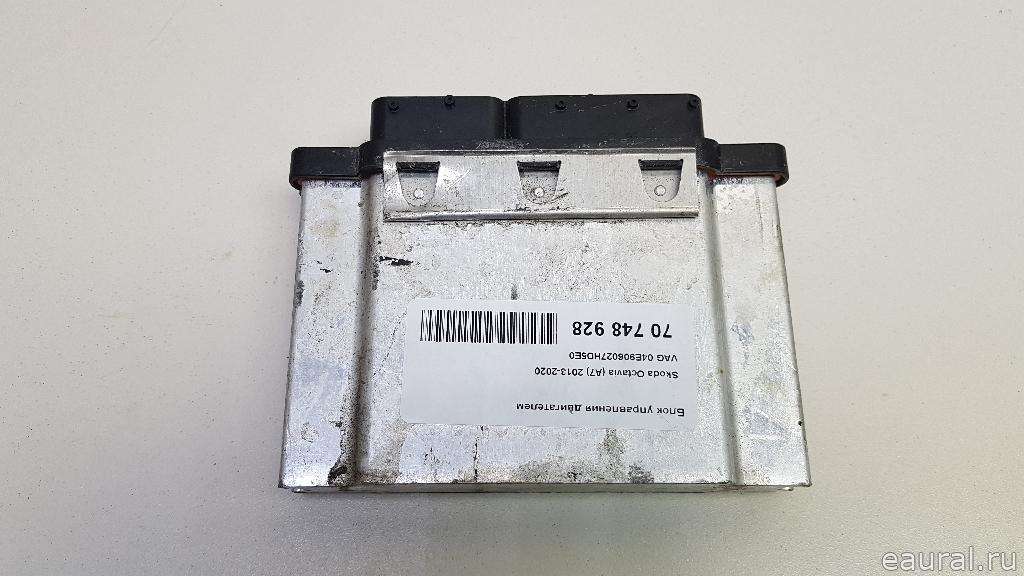 Блок управления двигателем
Skoda Octavia (A7) 2013-2020
VAG 04E906027HD5E0
70 748 928
eaural.ru